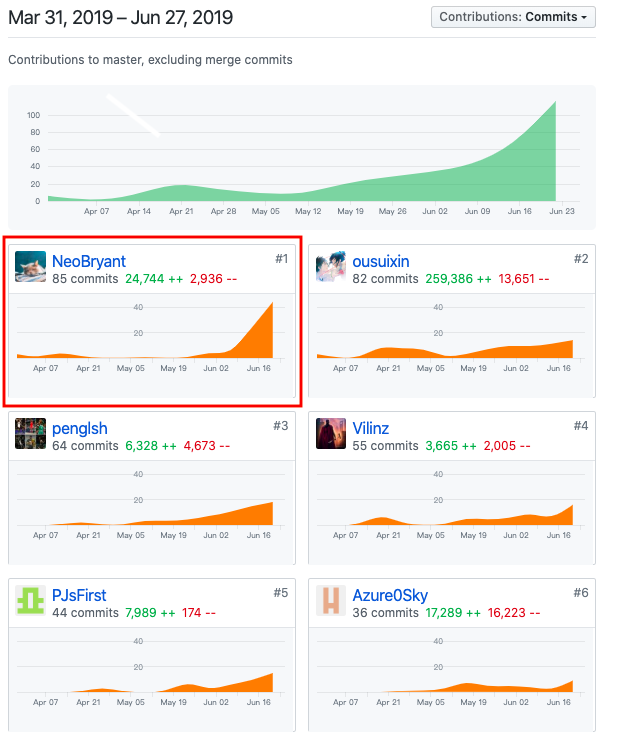 Mar 31, 2019 – Jun 27, 2019
Contributions: Commits
Contributions to master, excluding merge commits
100
80
60
40
20
0
Apr 07 Apr 14 Apr 21 Apr 28 May 05 May 12 May 19 May 26 Jun 02 Jun 09 Jun 16 Jun 23
NeoBryant #1
85 commits 24,744 ++ 2,936 --
40
20
Apr 07 Apr 21 May 05 May 19 Jun 02 Jun 16
ousuixin #2
82 commits 259,386 ++ 13,651 --
40
20
Apr 07 Apr 21 May 05 May 19 Jun 02 Jun 16
penglsh #3
64 commits 6,328 ++ 4,673 --
40
20
Apr 07 Apr 21 May 05 May 19 Jun 02 Jun 16
Vilinz #4
55 commits 3,665 ++ 2,005 --
40
20
Apr 07 Apr 21 May 05 May 19 Jun 02 Jun 16
PJsFirst #5
44 commits 7,989 ++ 174 --
40
20
Apr 07 Apr 21 May 05 May 19 Jun 02 Jun 16
Azure0Sky #6
36 commits 17,289 ++ 16,223 --
40
20
Apr 07 Apr 21 May 05 May 19 Jun 02 Jun 16